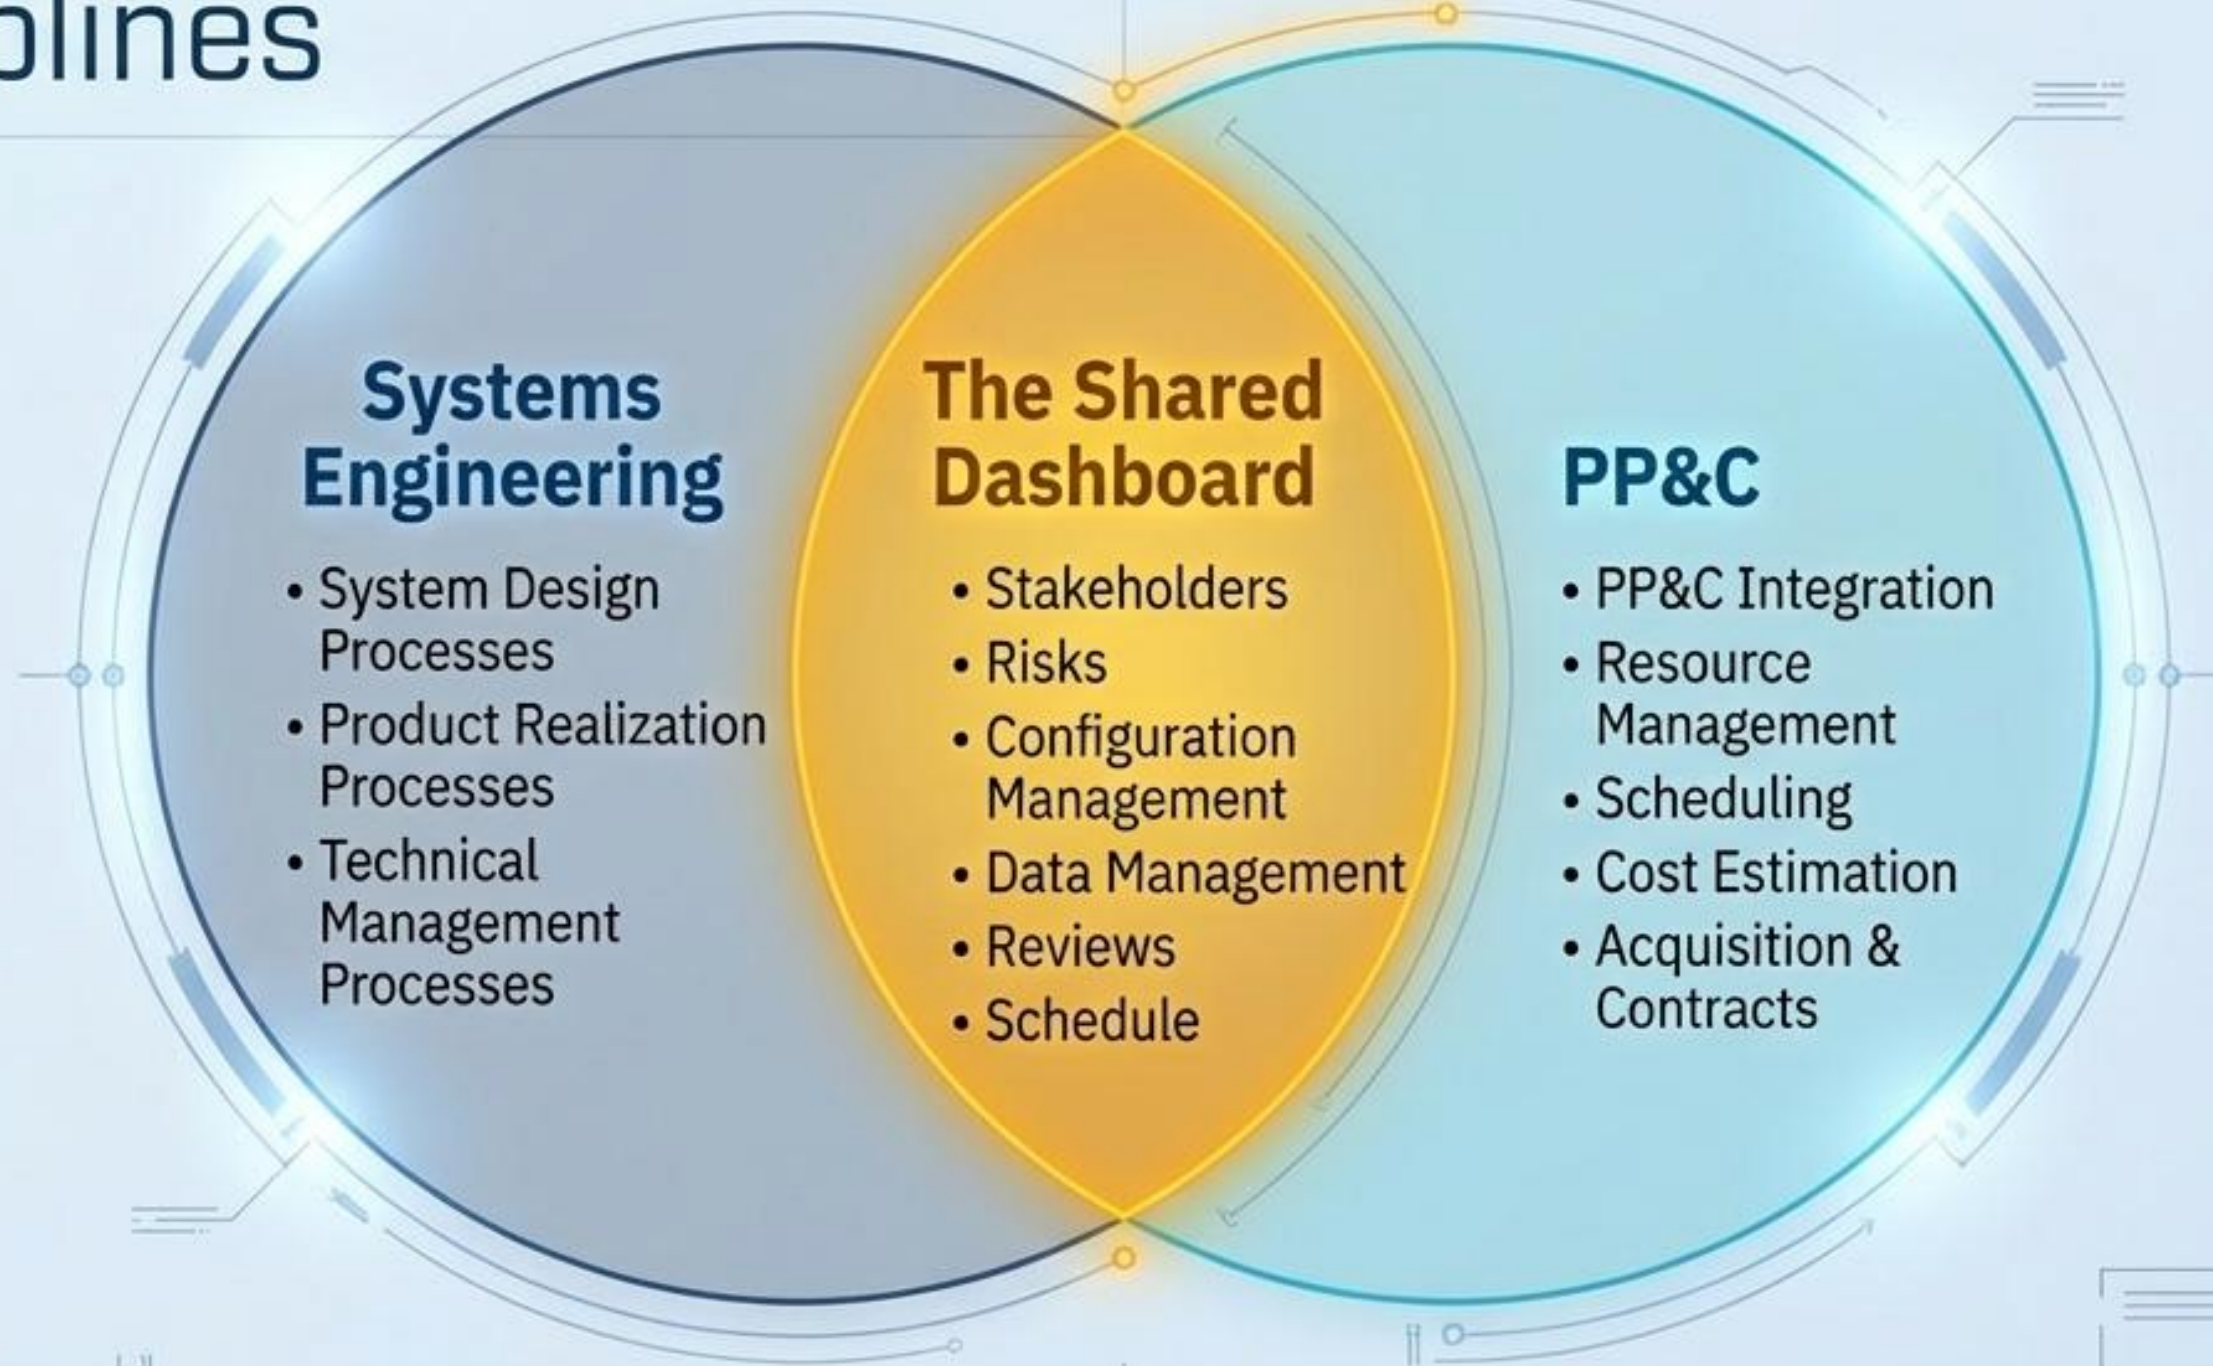 plines
Systems
Engineering
• System Design
Processes
• Product Realization
Processes
• Technical
Management
Processes
The Shared
Dashboard
• Stakeholders
• Risks
• Configuration
Management
• Data Management
• Reviews
• Schedule
PP&C
• PP&C Integration
• Resource
Management
• Scheduling
• Cost Estimation
• Acquisition &
Contracts